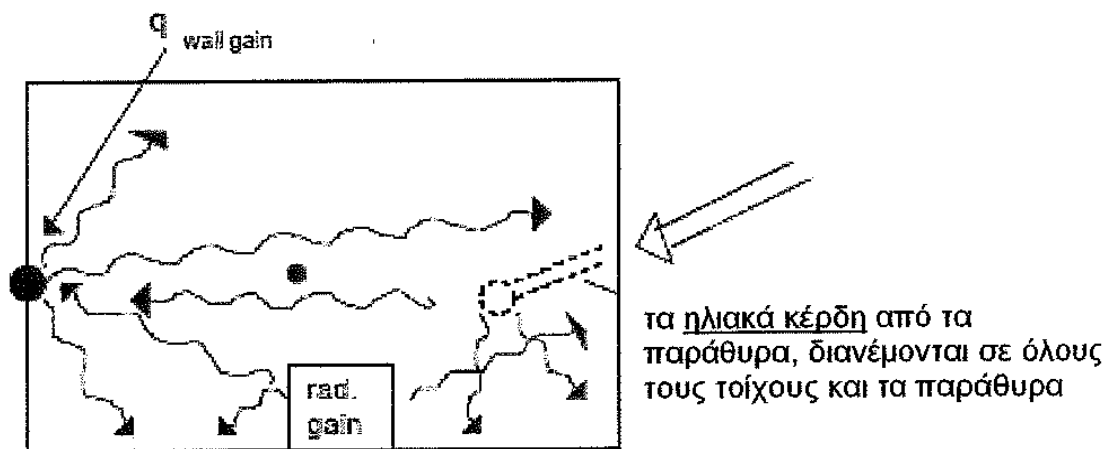 q wall gain
τα ηλιακά κέρδη από τα
παράθυρα, διανέμονται σε όλους
τους τοίχους και τα παράθυρα
rad.
gain